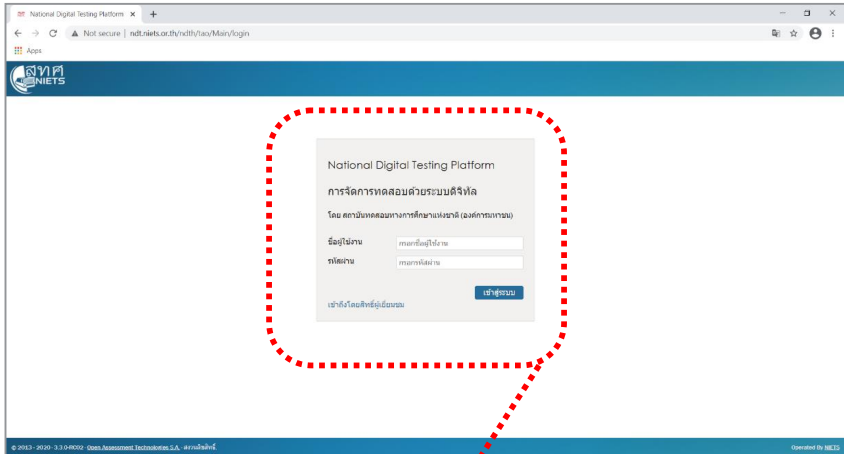 National Digital Testing Platform
Not secure | ndt.niets.or.th/ndth/tao/Main/login
Apps
สทศ
NIETS
National Digital Testing Platform
การจัดการทดสอบด้วยระบบดิจิทัล
โดย สถาบันทดสอบทางการศึกษาแห่งชาติ (องค์การมหาชน)
ชื่อผู้ใช้งาน กรอกชื่อผู้ใช้งาน
รหัสผ่าน กรอกรหัสผ่าน
เข้าสู่ระบบ
เข้าถึงโดยสิทธิ์ผู้เยี่ยมชม
© 2013 - 2020 · 3.3.0-RC02 · Open Assessment Technologies S.A. · สงวนลิขสิทธิ์ Operated By NIETS